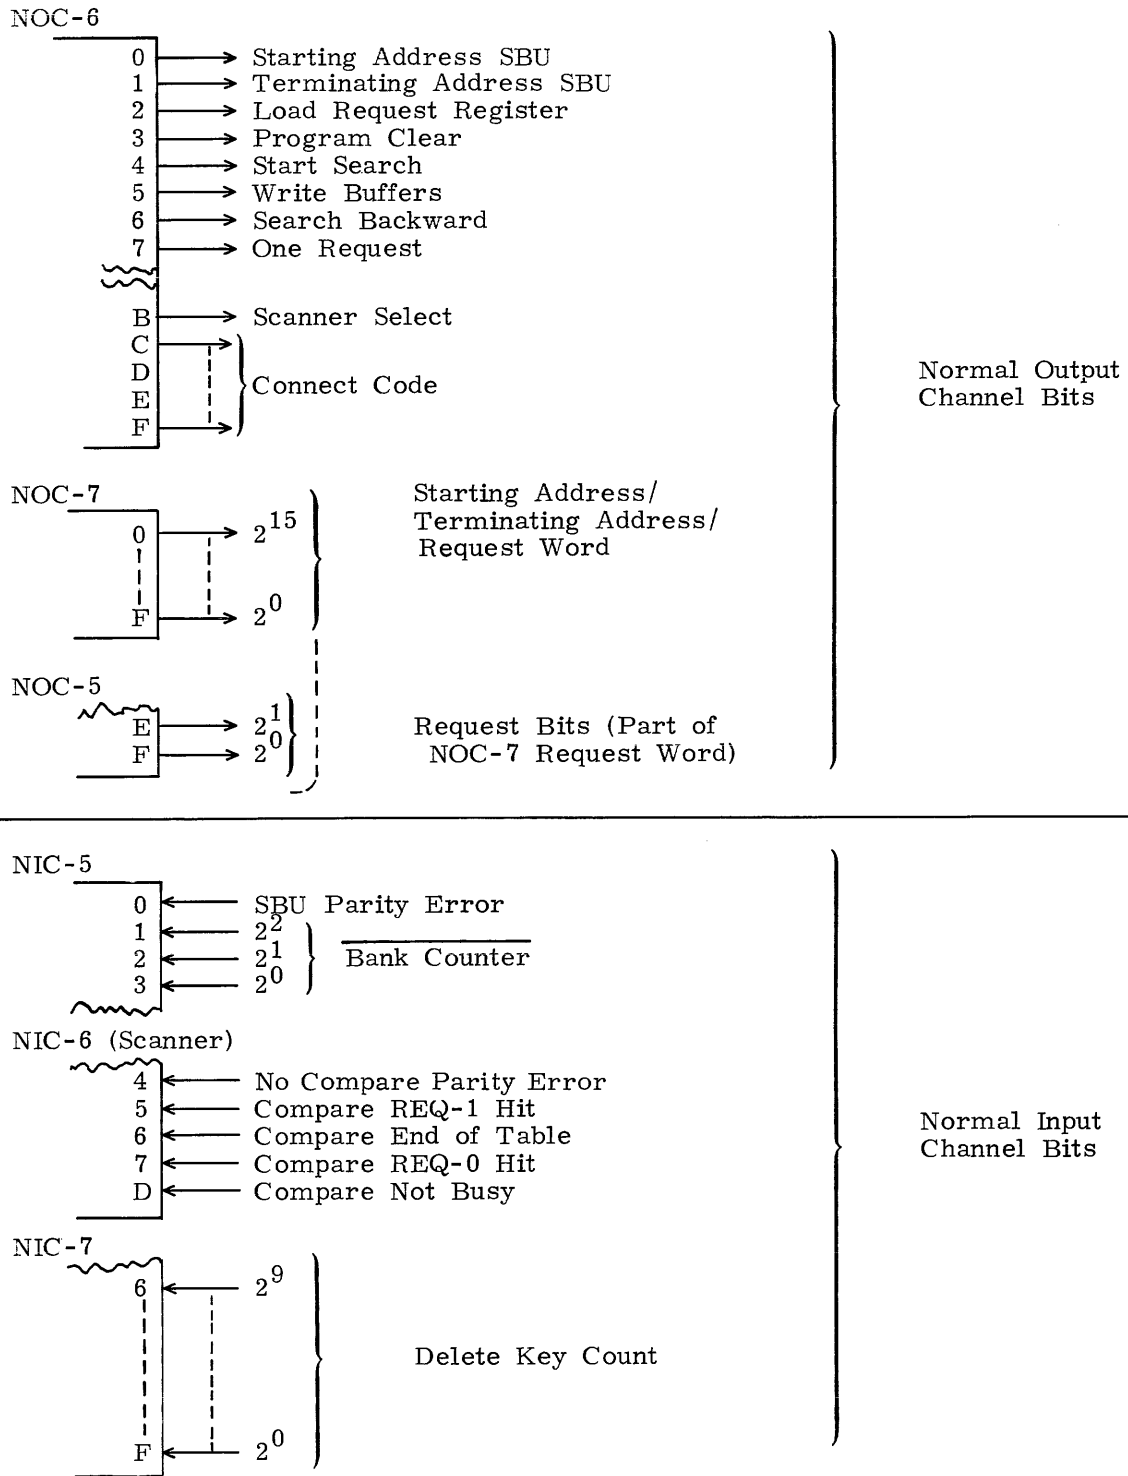 NOC-6
0 Starting Address SBU
1 Terminating Address SBU
2 Load Request Register
3 Program Clear
4 Start Search
5 Write Buffers
6 Search Backward
7 One Request
B Scanner Select
C
D
E
F
Connect Code
Normal Output
Channel Bits
NOC-7
0 2^15
F 2^0
Starting Address/
Terminating Address/
Request Word
NOC-5
E 2^1
F 2^0
Request Bits (Part of
NOC-7 Request Word)
NIC-5
0 SBU Parity Error
1 2^2
2 2^1
3 2^0
Bank Counter
NIC-6 (Scanner)
4 No Compare Parity Error
5 Compare REQ-1 Hit
6 Compare End of Table
7 Compare REQ-0 Hit
D Compare Not Busy
Normal Input
Channel Bits
NIC-7
6 2^9
F 2^0
Delete Key Count